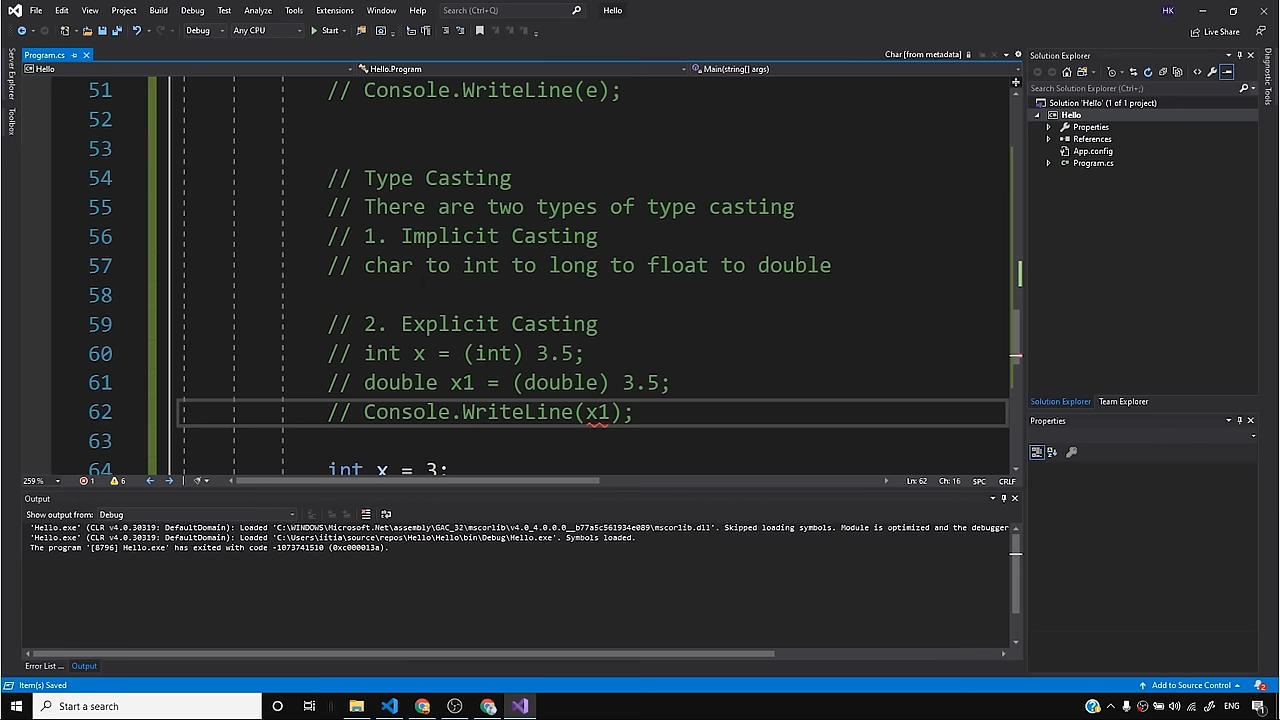 File Edit View Project Build Debug Test Analyze Tools Extensions Window Help Search (Ctrl+Q) Hello HK
Debug Any CPU Start Live Share
Server Explorer
Toolbox
Program.cs Char [from metadata]
Hello Hello.Program Main(string[] args)
51 // Console.WriteLine(e);
52
53
54 // Type Casting
55 // There are two types of type casting
56 // 1. Implicit Casting
57 // char to int to long to float to double
58
59 // 2. Explicit Casting
60 // int x = (int) 3.5;
61 // double x1 = (double) 3.5;
62 // Console.WriteLine(x1);
63
64 int x = 3;
259 % 1 6 Ln: 62 Ch: 16 SPC CRLF
Output
Show output from: Debug
'Hello.exe' (CLR v4.0.30319: DefaultDomain): Loaded 'C:\WINDOWS\Microsoft.Net\assembly\GAC_32\mscorlib\v4.0_4.0.0.0__b77a5c561934e089\mscorlib.dll'. Skipped loading symbols. Module is optimized and the debugger
'Hello.exe' (CLR v4.0.30319: DefaultDomain): Loaded 'C:\Users\iitia\source\repos\Hello\Hello\bin\Debug\Hello.exe'. Symbols loaded.
The program '[8796] Hello.exe' has exited with code -1073741510 (0xc000013a).
Error List ... Output
Solution Explorer
Search Solution Explorer (Ctrl+;)
Solution 'Hello' (1 of 1 project)
Hello
Properties
References
App.config
Program.cs
Solution Explorer Team Explorer
Properties
Diagnostic Tools
Item(s) Saved Add to Source Control 2
Start a search ENG